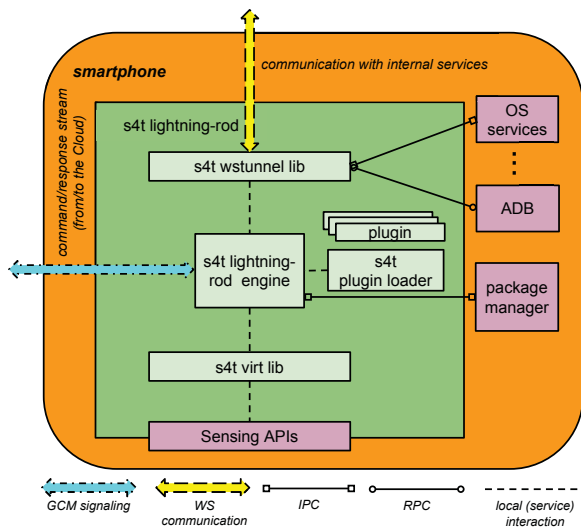 smartphone
communication with internal services
command/response stream
(from/to the Cloud)
s4t lightning-rod
s4t wstunnel lib
OS
services
ADB
plugin
s4t
plugin loader
s4t lightning-
rod engine
package
manager
s4t virt lib
Sensing APIs
GCM signaling
WS
communication
IPC
RPC
local (service)
interaction